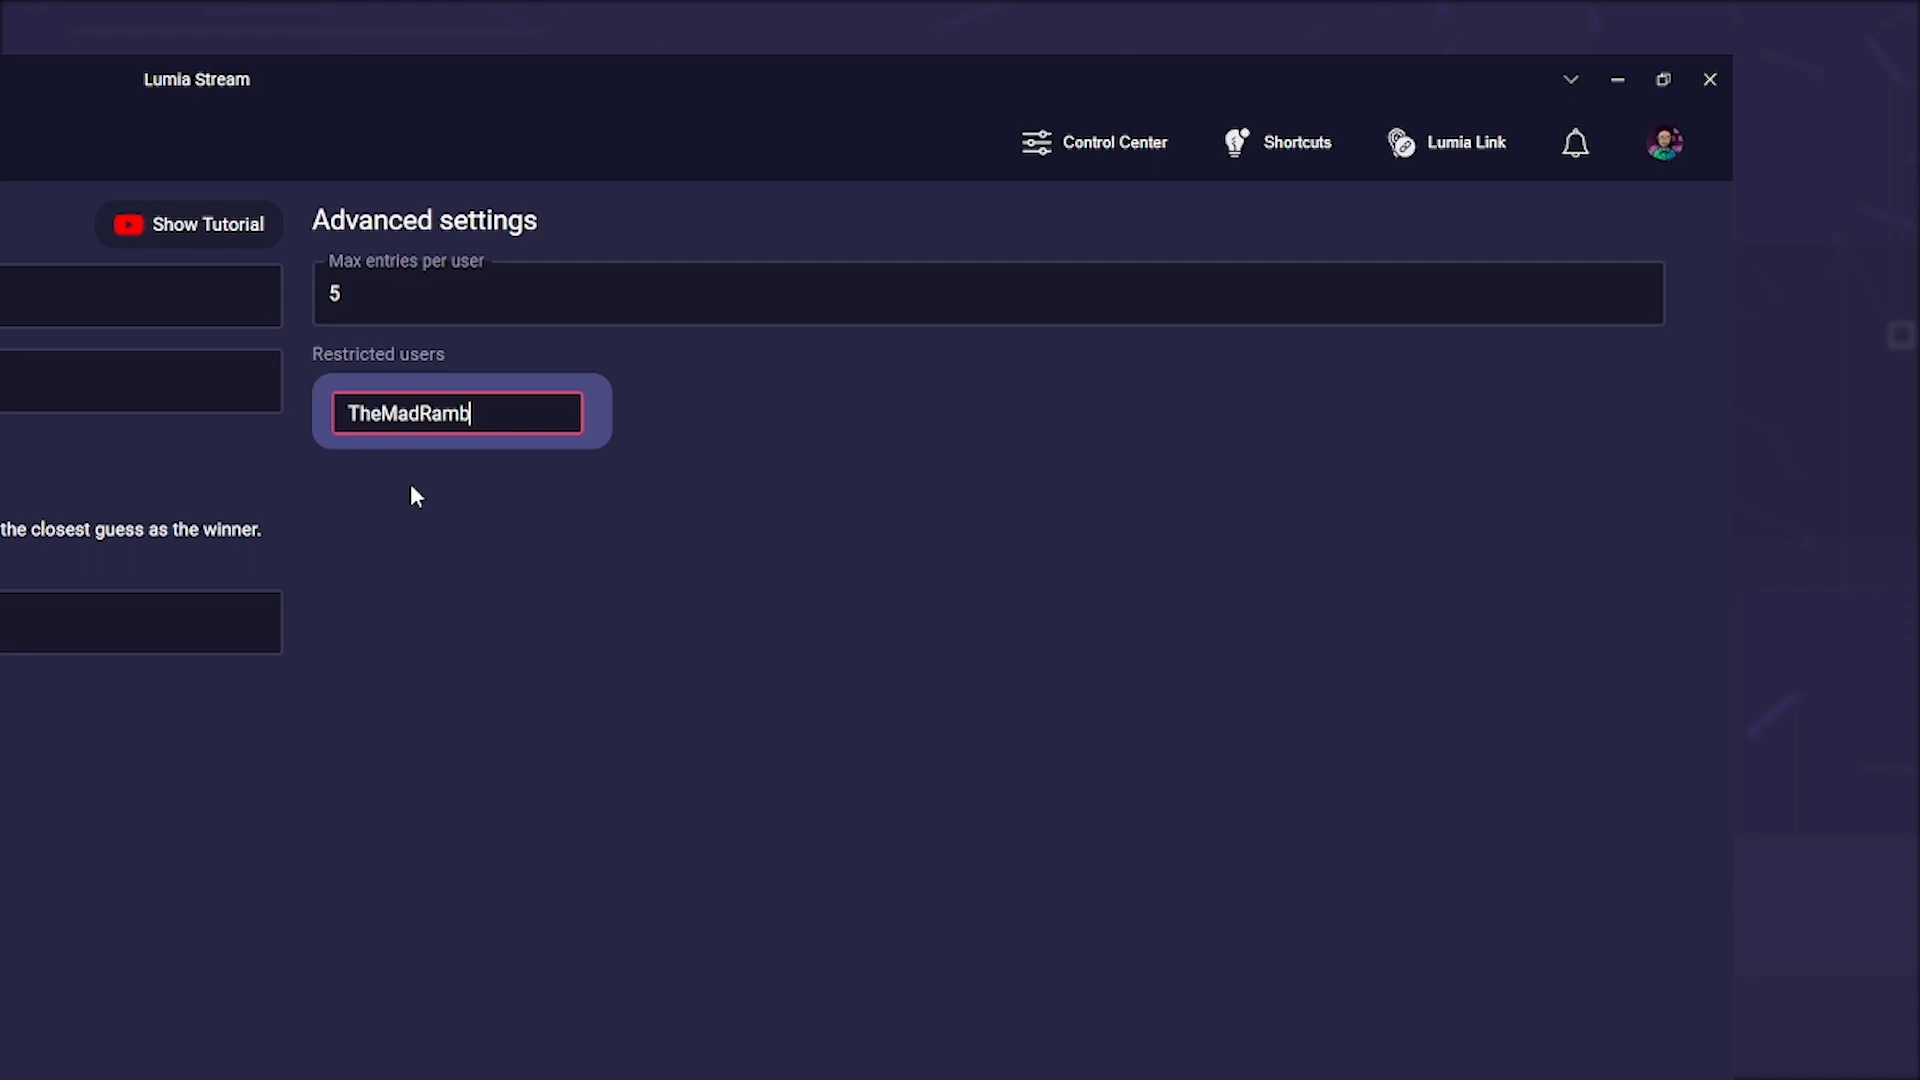 Lumia Stream
Control Center
Shortcuts
Lumia Link
Show Tutorial
Advanced settings
Max entries per user
5
Restricted users
TheMadRamb
the closest guess as the winner.